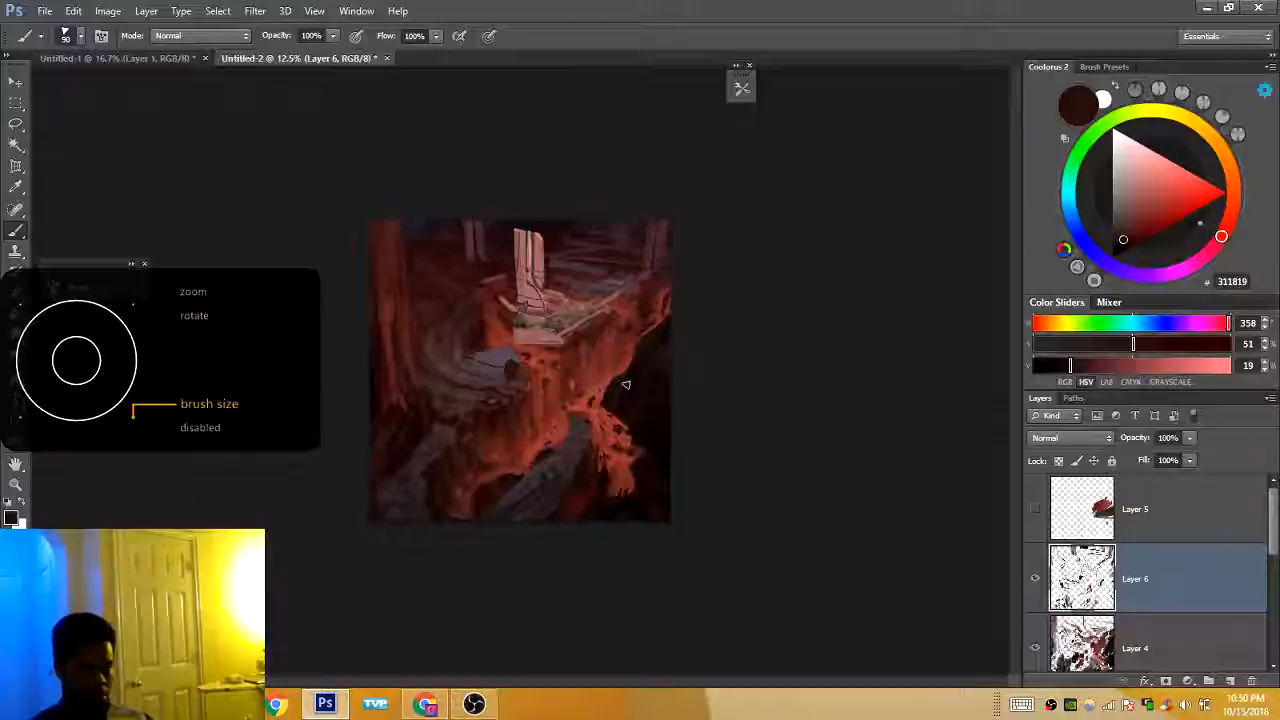 Ps File Edit Image Layer Type Select Filter 3D View Window Help
90 Mode: Normal Opacity: 100% Flow: 100% Essentials
Untitled-1 @ 16.7% (Layer 1, RGB/8) * × Untitled-2 @ 12.5% (Layer 6, RGB/8) * ×
Coolorus 2 Brush Presets
# 311819
zoom
rotate
brush size
disabled
Color Sliders Mixer
H 358 °
S 51 %
V 19 %
RGB HSV LAB CMYK GRAYSCALE
Layers Paths
Kind
Normal Opacity: 100%
Lock: Fill: 100%
Layer 5
Layer 6
Layer 4
fx
Ps TVP
10:50 PM
10/15/2018